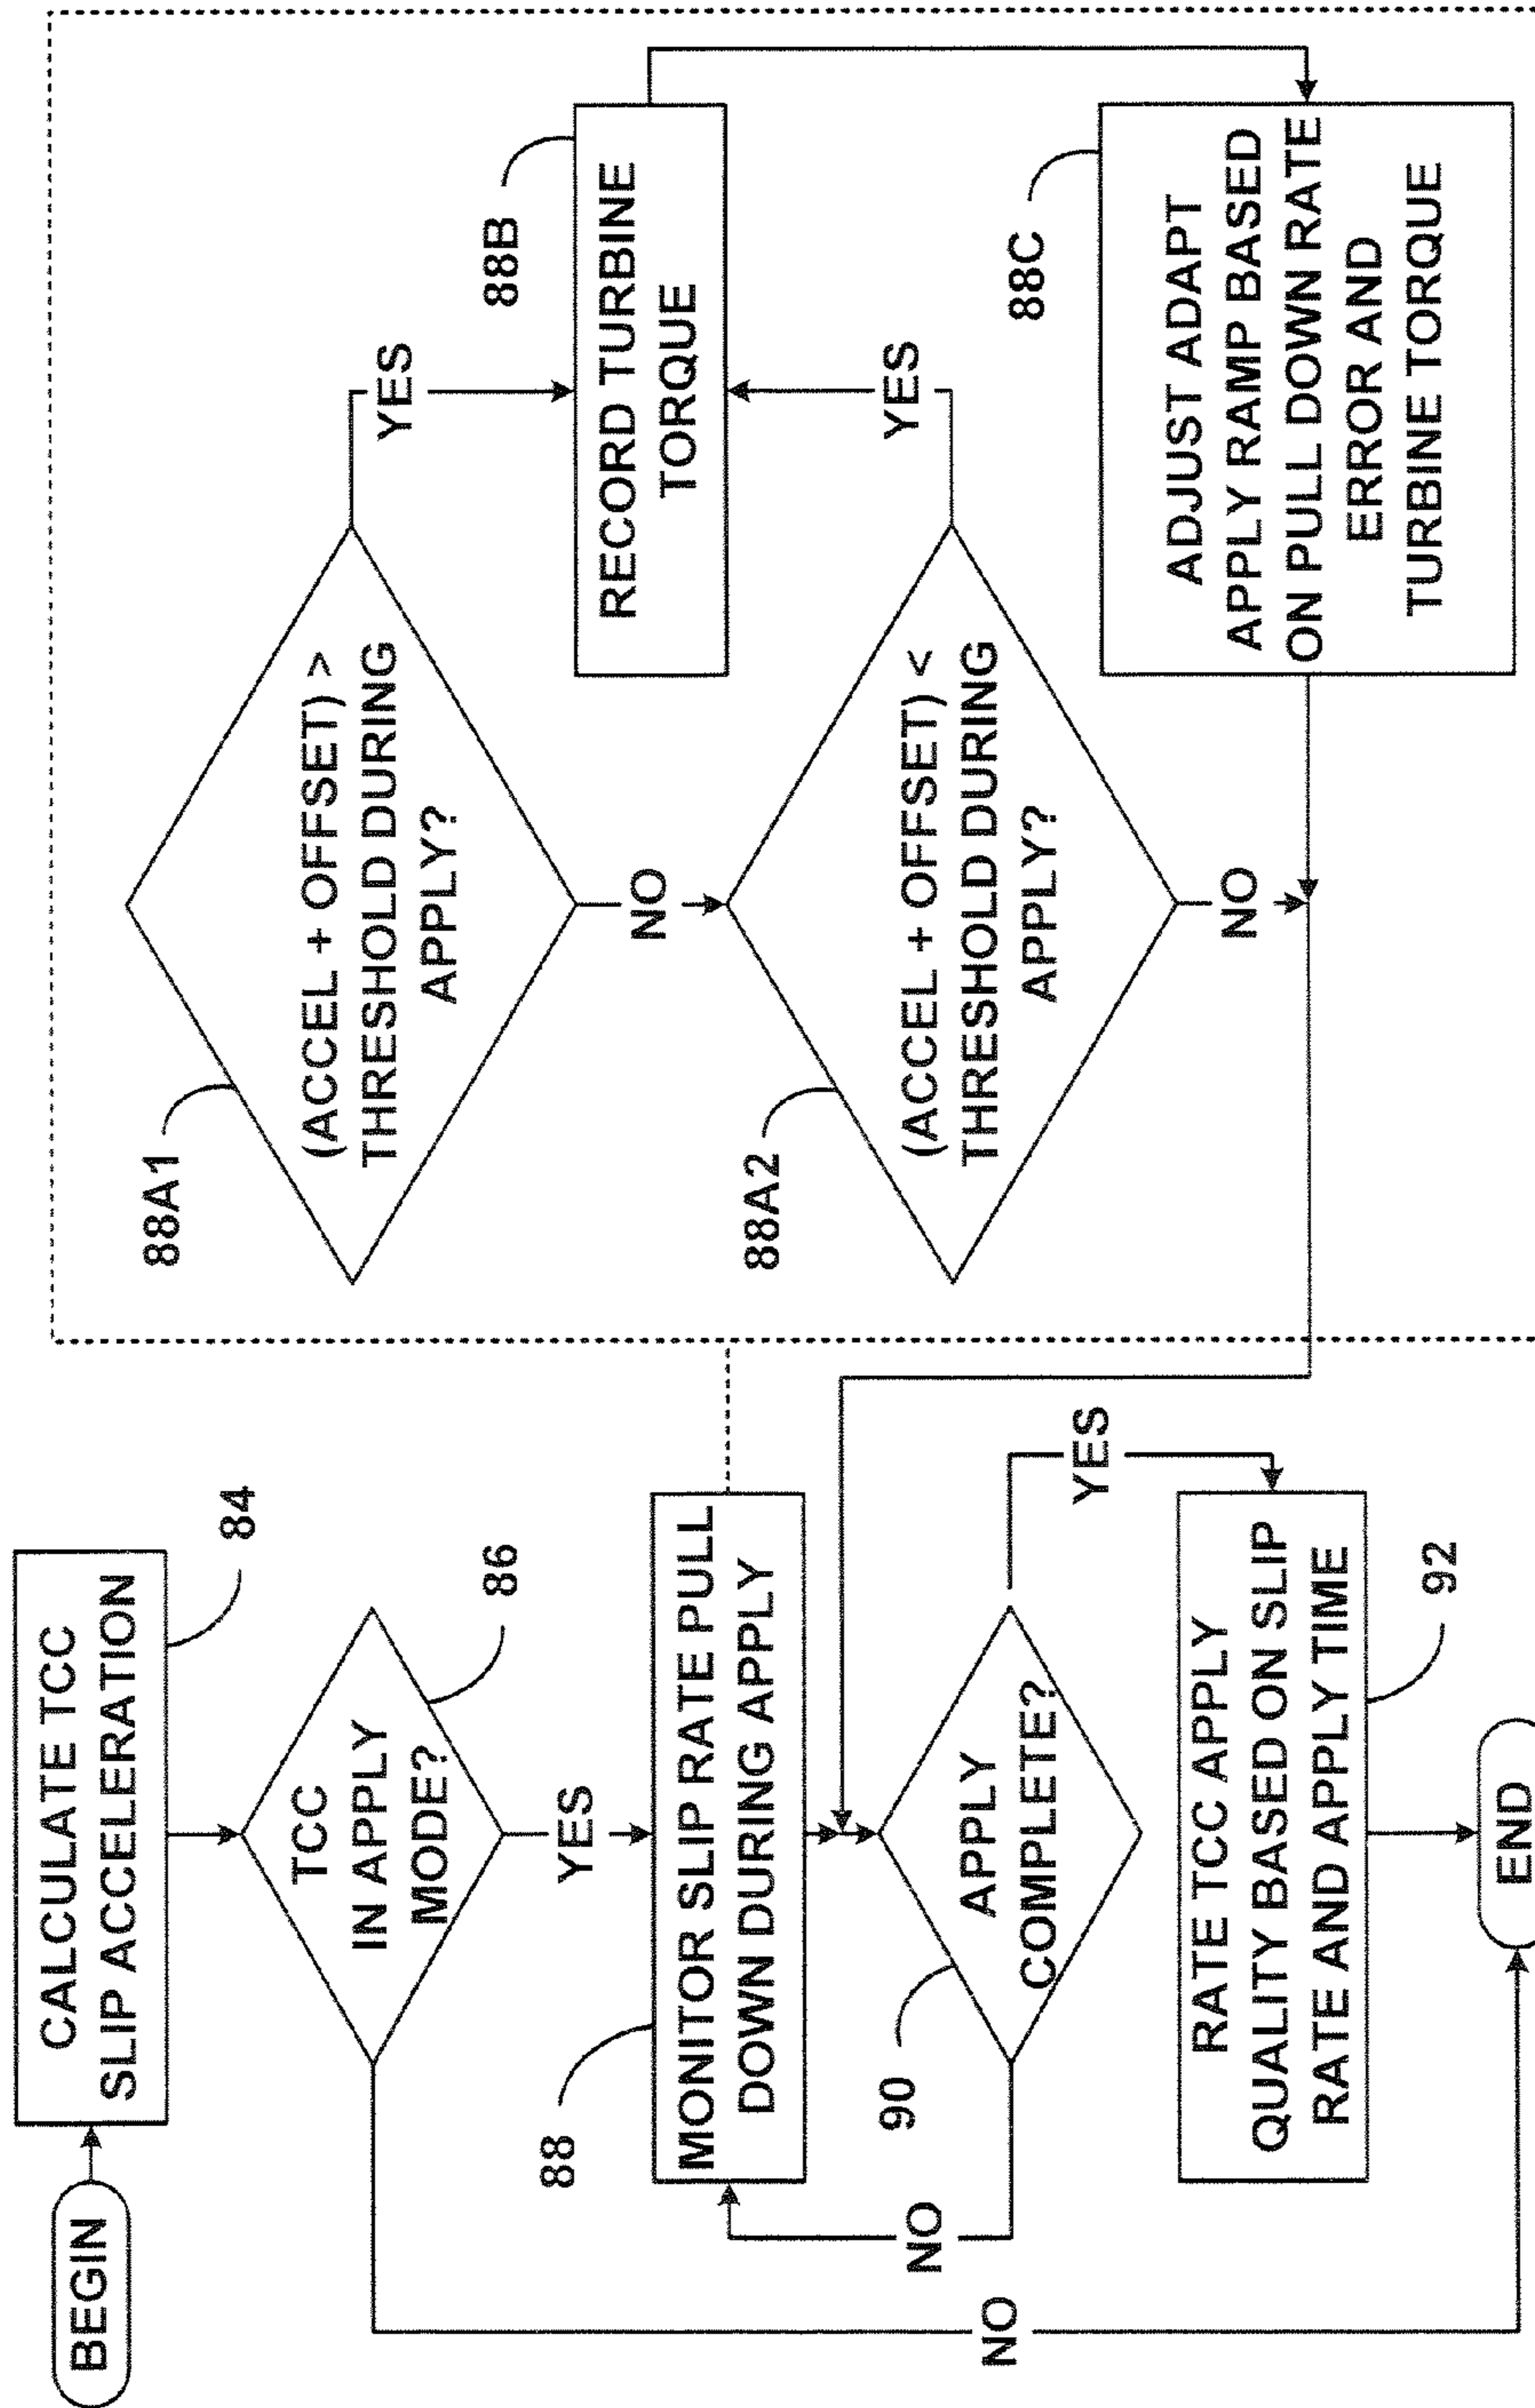 BEGIN
CALCULATE TCC
SLIP ACCELERATION
84
TCC
IN APPLY
MODE?
86
NO
YES
88
MONITOR SLIP RATE PULL
DOWN DURING APPLY
90
APPLY
COMPLETE?
NO
YES
RATE TCC APPLY
QUALITY BASED ON SLIP
RATE AND APPLY TIME
92
END
88A1
(ACCEL + OFFSET) >
THRESHOLD DURING
APPLY?
YES
NO
88A2
(ACCEL + OFFSET) <
THRESHOLD DURING
APPLY?
YES
NO
88B
RECORD TURBINE
TORQUE
88C
ADJUST ADAPT
APPLY RAMP BASED
ON PULL DOWN RATE
ERROR AND
TURBINE TORQUE